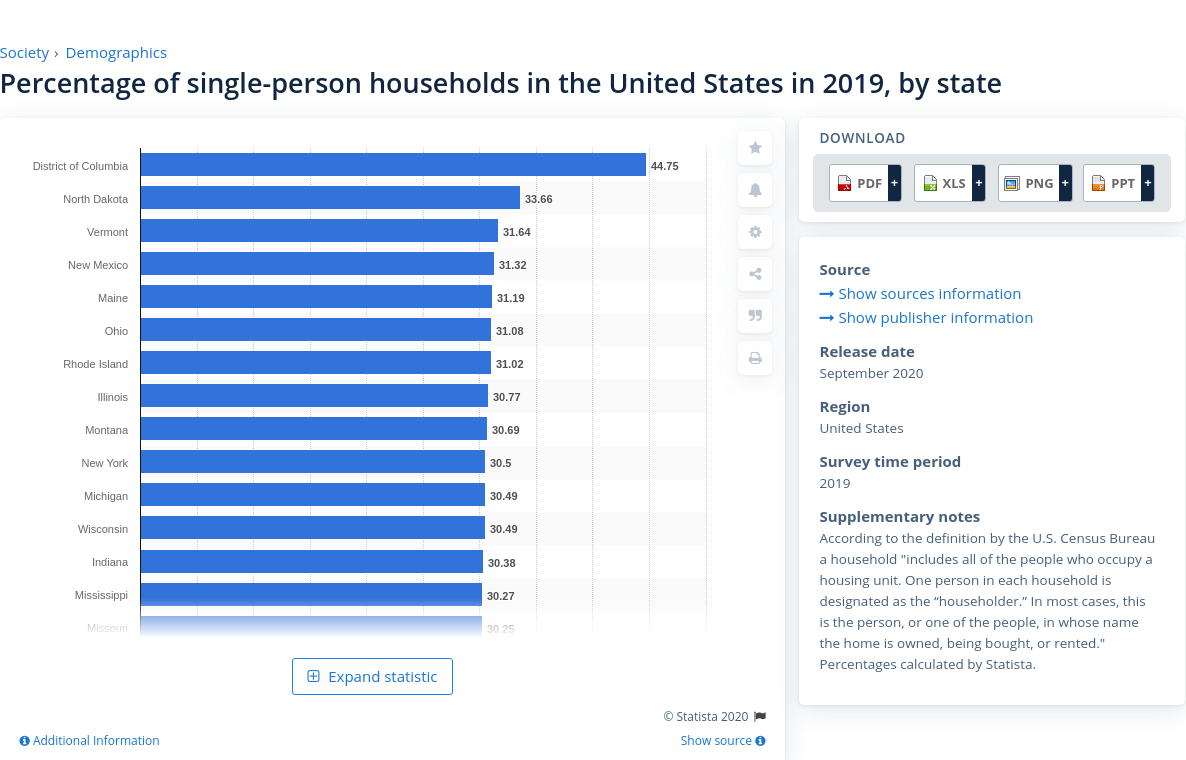 Society › Demographics
Percentage of single-person households in the United States in 2019, by state
District of Columbia 44.75
North Dakota 33.66
Vermont 31.64
New Mexico 31.32
Maine 31.19
Ohio 31.08
Rhode Island 31.02
Illinois 30.77
Montana 30.69
New York 30.5
Michigan 30.49
Wisconsin 30.49
Indiana 30.38
Mississippi 30.27
Missouri 30.25
Expand statistic
© Statista 2020
Additional Information
Show source
DOWNLOAD
PDF + XLS + PNG + PPT +
Source
Show sources information
Show publisher information
Release date
September 2020
Region
United States
Survey time period
2019
Supplementary notes
According to the definition by the U.S. Census Bureau
a household "includes all of the people who occupy a
housing unit. One person in each household is
designated as the “householder.” In most cases, this
is the person, or one of the people, in whose name
the home is owned, being bought, or rented."
Percentages calculated by Statista.